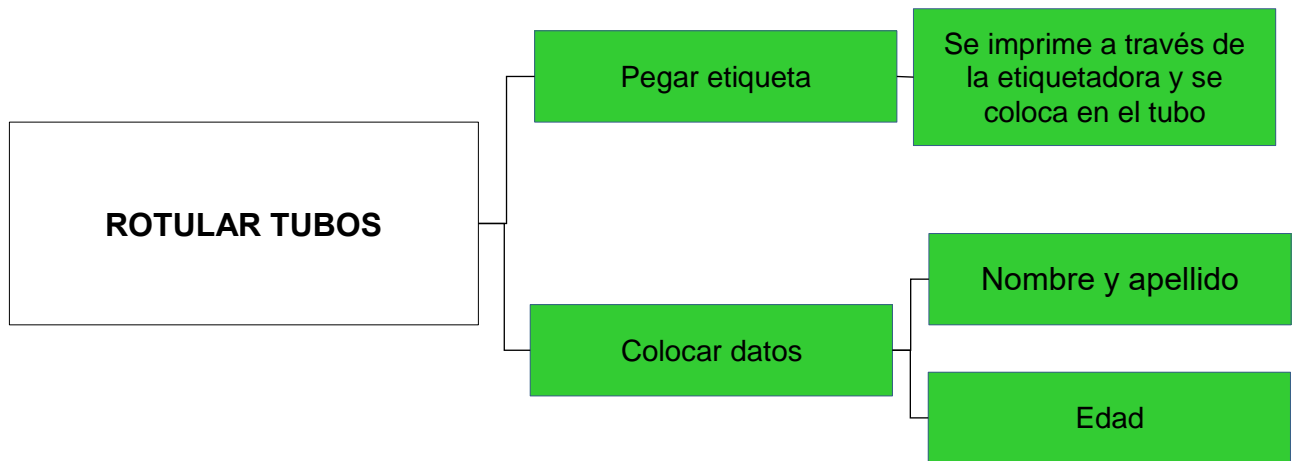 ROTULAR TUBOS
Pegar etiqueta
Se imprime a través de
la etiquetadora y se
coloca en el tubo
Colocar datos
Nombre y apellido
Edad